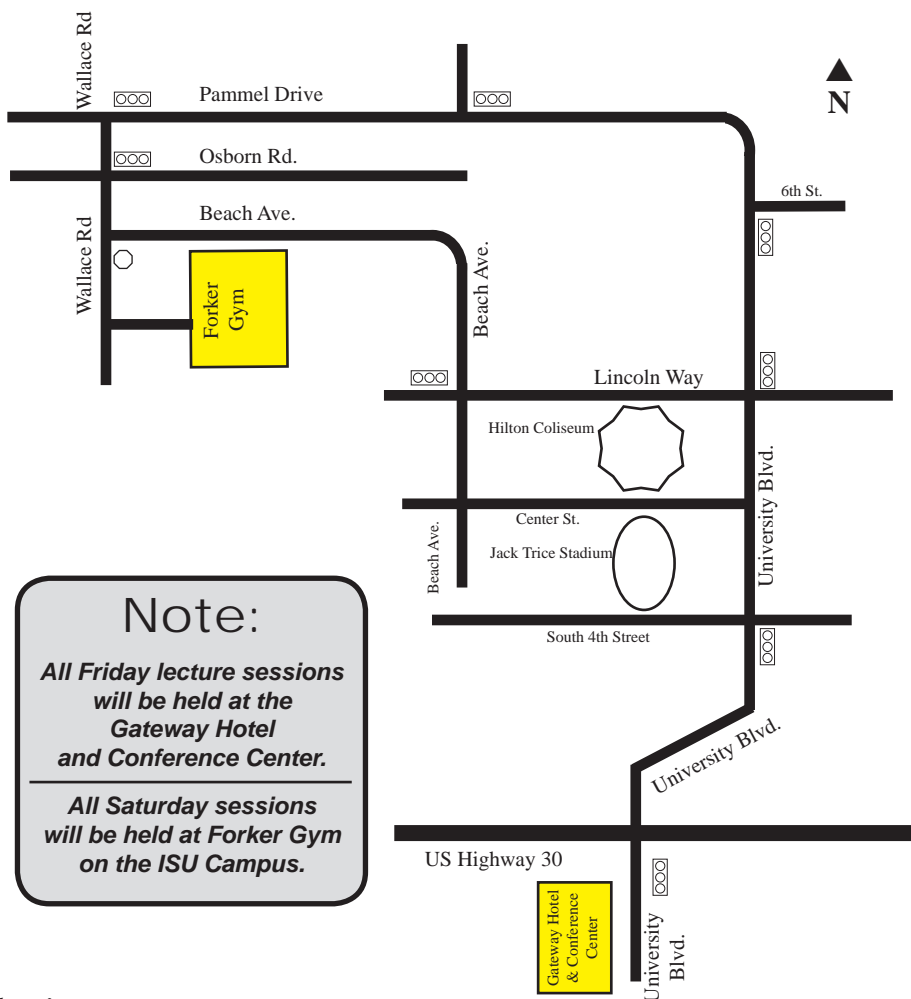 Wallace Rd
Pammel Drive
N
Osborn Rd.
6th St.
Beach Ave.
Wallace Rd
Beach Ave.
Forker
Gym
Lincoln Way
Hilton Coliseum
University Blvd.
Center St.
Beach Ave.
Jack Trice Stadium
South 4th Street
Note:
All Friday lecture sessions
will be held at the
Gateway Hotel
and Conference Center.
All Saturday sessions
will be held at Forker Gym
on the ISU Campus.
University Blvd.
US Highway 30
Gateway Hotel
& Conference
Center
University
Blvd.